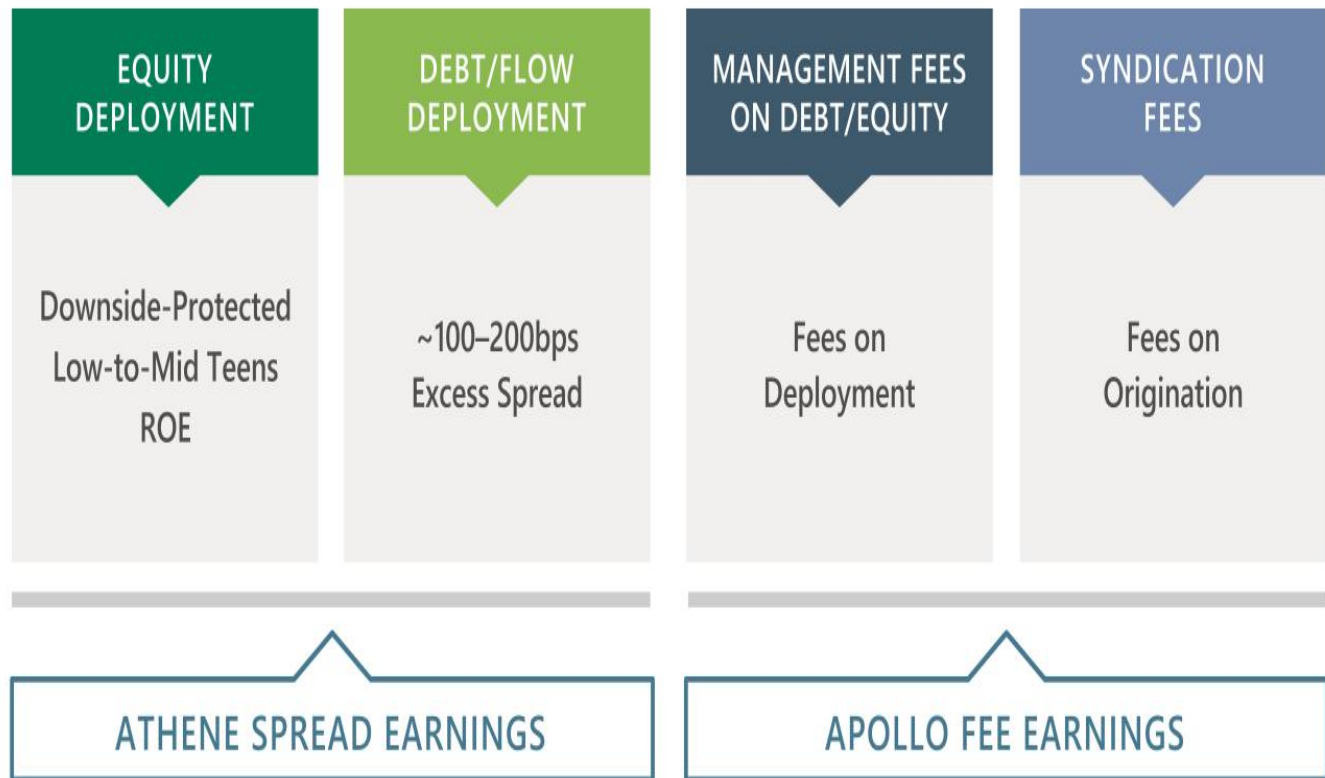 EQUITY
DEPLOYMENT
Downside-Protected
Low-to-Mid Teens
ROE
DEBT/FLOW
DEPLOYMENT
~100–200bps
Excess Spread
MANAGEMENT FEES
ON DEBT/EQUITY
Fees on
Deployment
SYNDICATION
FEES
Fees on
Origination
ATHENE SPREAD EARNINGS
APOLLO FEE EARNINGS